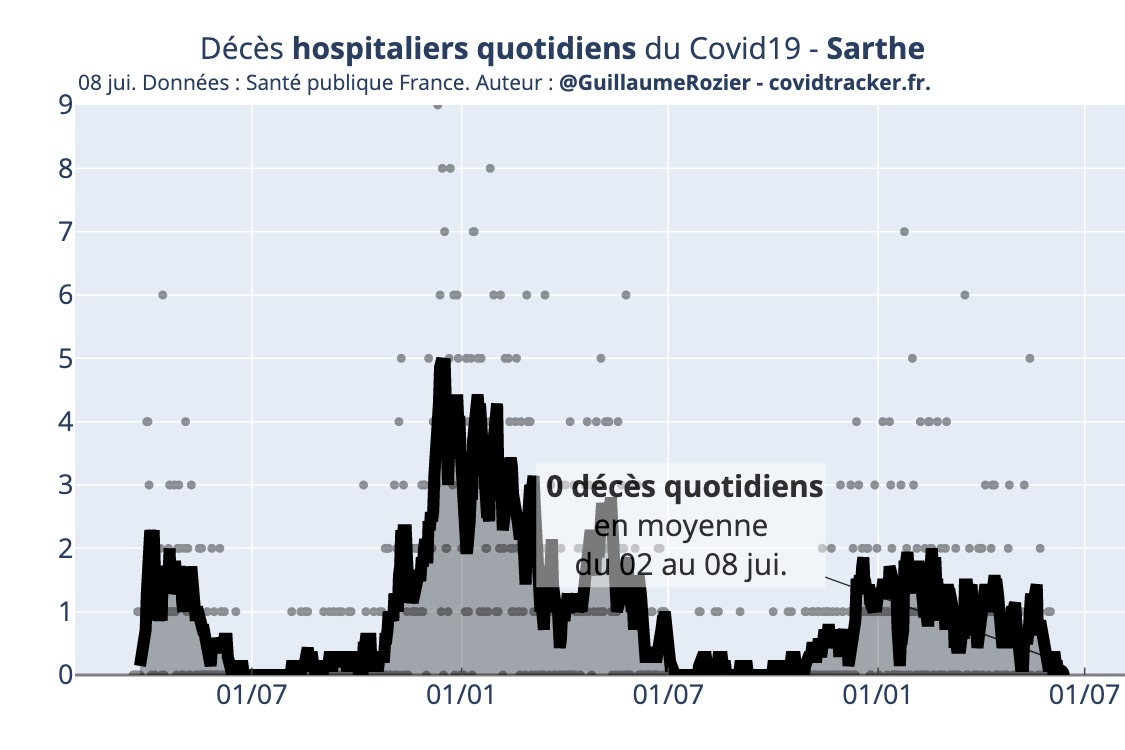 Décès hospitaliers quotidiens du Covid19 - Sarthe
08 jui. Données : Santé publique France. Auteur : @GuillaumeRozier - covidtracker.fr.
9
8
7
6
5
4
3
2
1
0
0 décès quotidiens
en moyenne
du 02 au 08 jui.
01/07 01/01 01/07 01/01 01/07